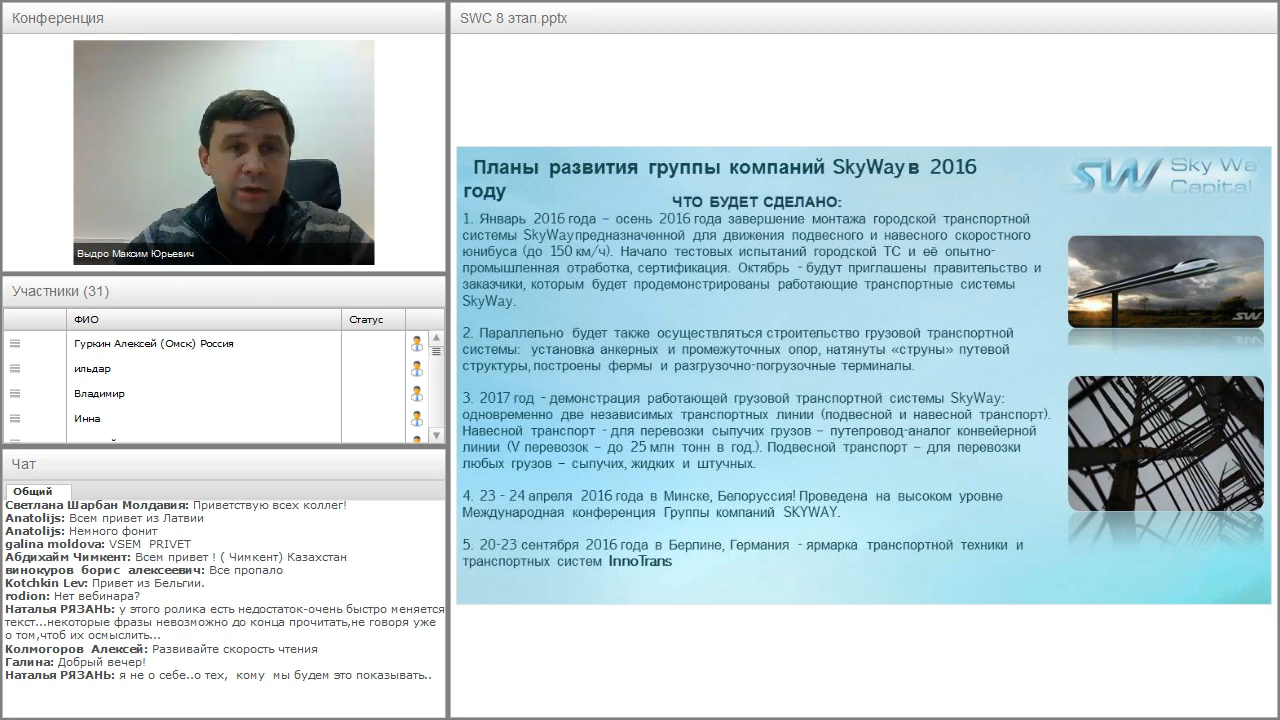 Конференция
Выдро Максим Юрьевич
Участники (31)
ФИО
Статус
Гуркин Алексей (Омск) Россия
ильдар
Владимир
Инна
Чат
Общий
Светлана Шарбан Молдавия: Приветствую всех коллег!
Anatolijs: Всем привет из Латвии
Anatolijs: Немного фонит
galina moldova: VSEM PRIVET
Абдихайм Чимкент: Всем привет ! ( Чимкент) Казахстан
винокуров борис алексеевич: Все пропало
Kotchkin Lev: Привет из Бельгии.
rodion: Нет вебинара?
Наталья РЯЗАНЬ: у этого ролика есть недостаток-очень быстро меняется
текст...некоторые фразы невозможно до конца прочитать,не говоря уже
о том,чтоб их осмыслить...
Колмогоров Алексей: Развивайте скорость чтения
Галина: Добрый вечер!
Наталья РЯЗАНЬ: я не о себе..о тех, кому мы будем это показывать..
SWC 8 этап.pptx
Планы развития группы компаний SkyWay в 2016
году
ЧТО БУДЕТ СДЕЛАНО:
1. Январь 2016 года – осень 2016 года завершение монтажа городской транспортной
системы SkyWay предназначенной для движения подвесного и навесного скоростного
юнибуса (до 150 км/ч). Начало тестовых испытаний городской ТС и её опытно-
промышленная отработка, сертификация. Октябрь - будут приглашены правительство и
заказчики, которым будет продемонстрированы работающие транспортные системы
SkyWay.
2. Параллельно будет также осуществляться строительство грузовой транспортной
системы: установка анкерных и промежуточных опор, натянуты «струны» путевой
структуры, построены фермы и разгрузочно-погрузочные терминалы.
3. 2017 год - демонстрация работающей грузовой транспортной системы SkyWay:
одновременно две независимых транспортных линии (подвесной и навесной транспорт).
Навесной транспорт - для перевозки сыпучих грузов – путепровод-аналог конвейерной
линии (V перевозок – до 25 млн тонн в год.). Подвесной транспорт – для перевозки
любых грузов – сыпучих, жидких и штучных.
4. 23 - 24 апреля 2016 года в Минске, Белоруссия! Проведена на высоком уровне
Международная конференция Группы компаний SKYWAY.
5. 20-23 сентября 2016 года в Берлине, Германия - ярмарка транспортной техники и
транспортных систем InnoTrans
SW Sky Wa
Capital
SW